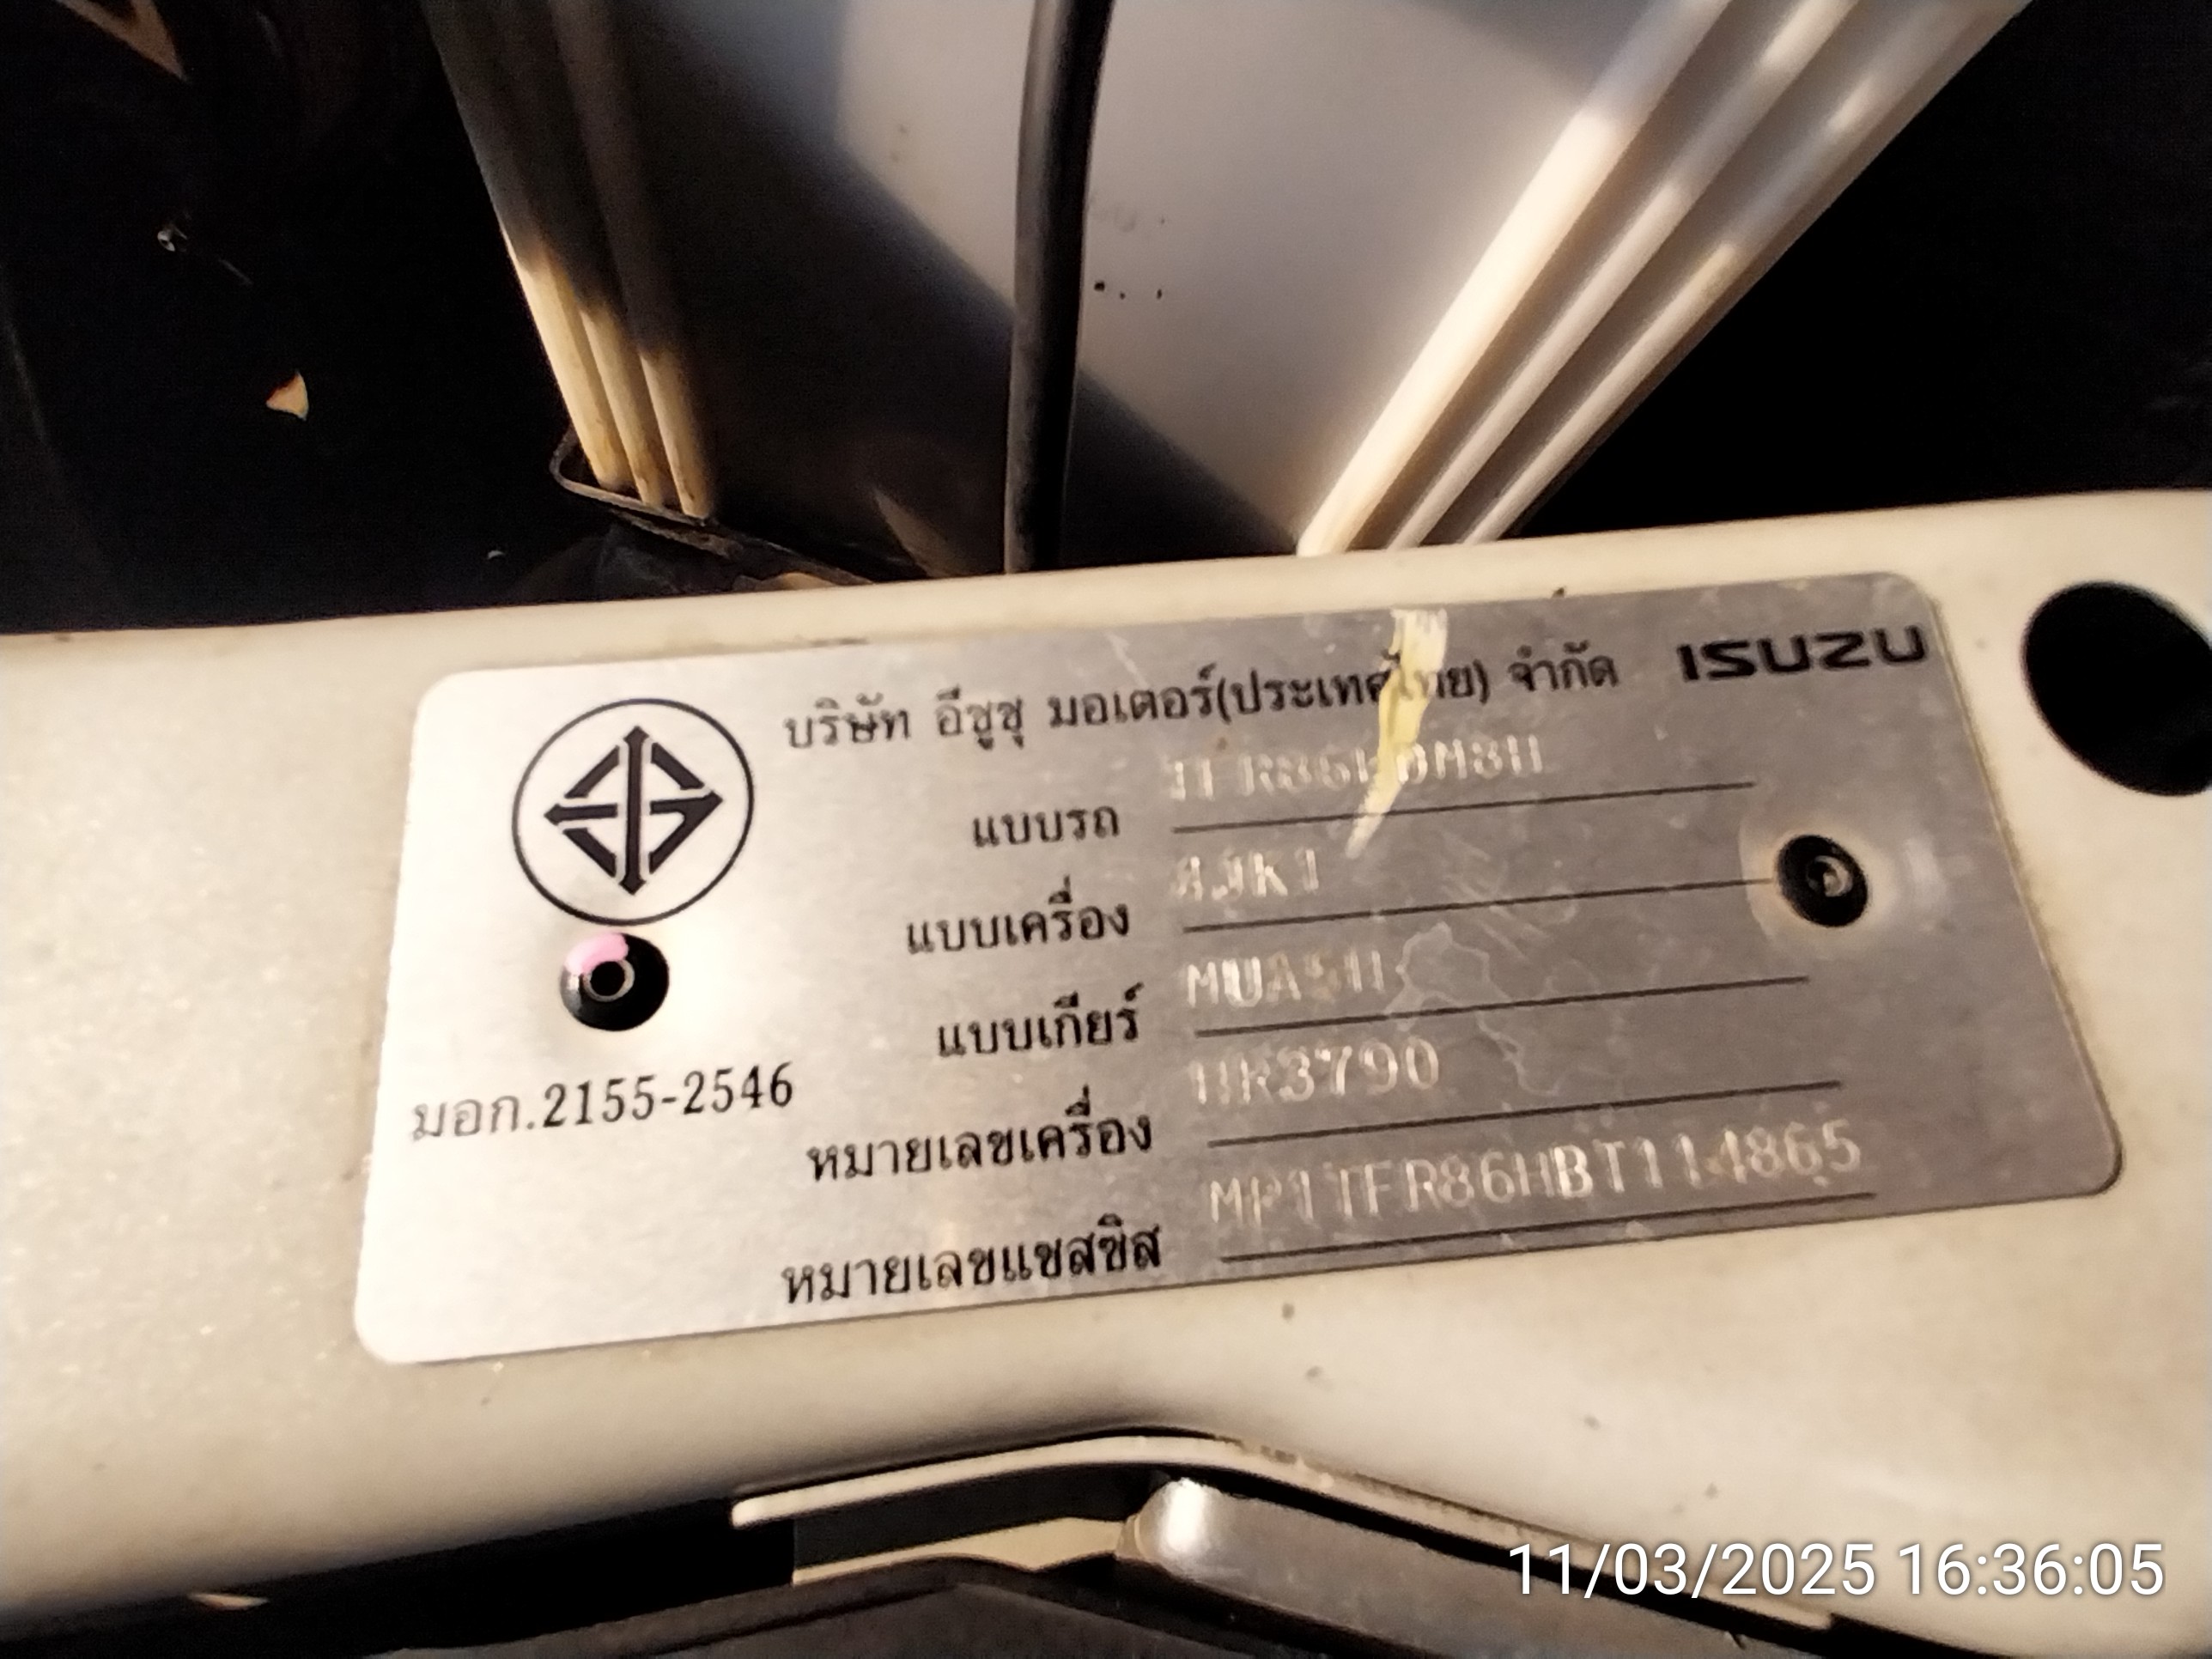 บริษัท อีซูซุ มอเตอร์(ประเทศไทย) จำกัด ISUZU
แบบรถ
แบบเครื่อง 4JK1
แบบเกียร์ MUA5H
หมายเลขเครื่อง
หมายเลขแชสซิส MP1TFR86HBT114865
มอก.2155-2546
11/03/2025 16:36:05